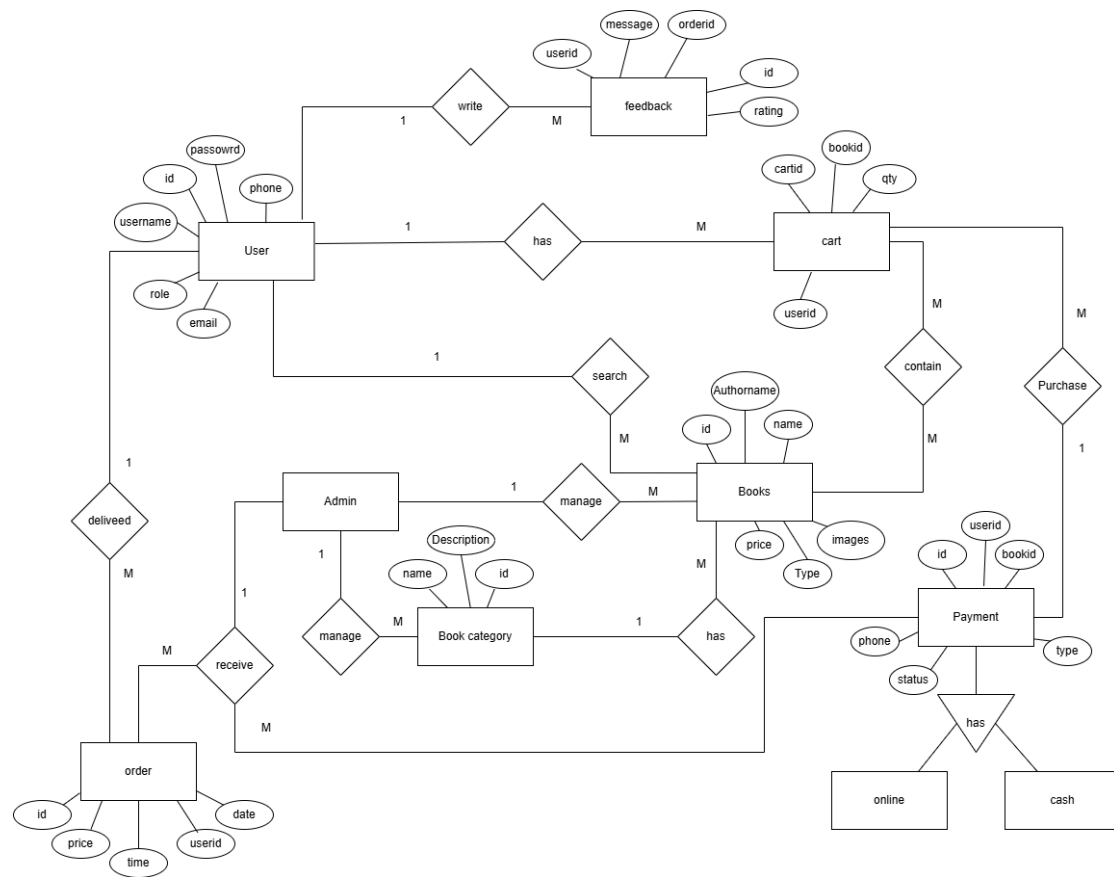 message
orderid
userid
id
feedback
write
rating
1
M
passowrd
bookid
id
cartid
phone
qty
username
User
1
has
M
cart
role
userid
email
M
M
1
search
contain
Purchase
Authorname
id
name
M
M
1
1
Admin
1
manage
M
Books
deliveed
userid
Description
price
images
id
bookid
1
name
id
M
Type
M
1
manage
M
Book category
1
has
Payment
phone
type
M
receive
status
M
has
order
online
cash
id
date
price
userid
time